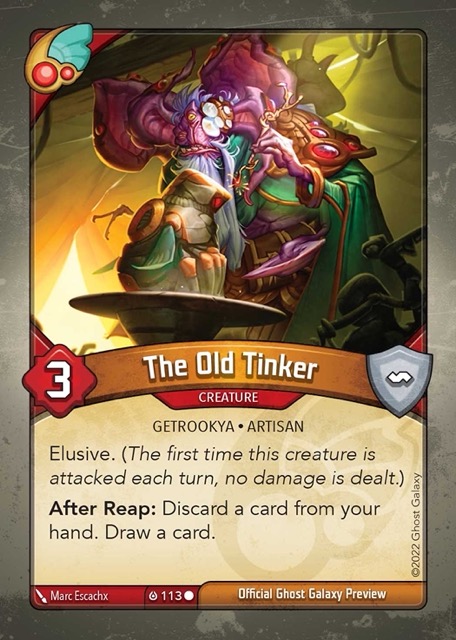 The Old Tinker
3
CREATURE
GETROOKYA • ARTISAN
Elusive. (The first time this creature is
attacked each turn, no damage is dealt.)
After Reap: Discard a card from your
hand. Draw a card.
©2022 Ghost Galaxy
Marc Escachx
113
Official Ghost Galaxy Preview